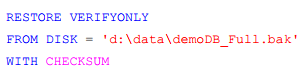 RESTORE VERIFYONLY
FROM DISK = 'd:\data\demoDB_Full.bak'
WITH CHECKSUM